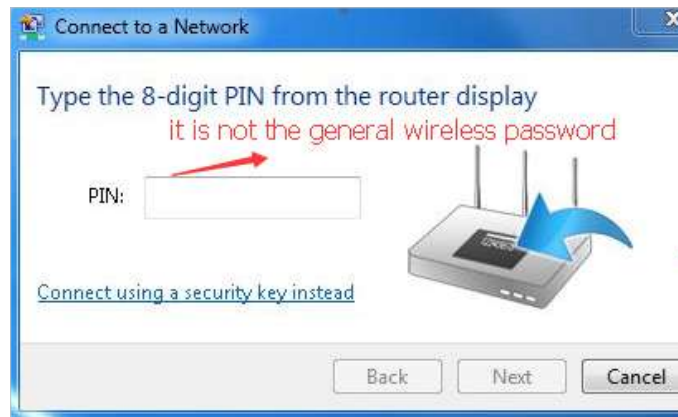 Connect to a Network
Type the 8-digit PIN from the router display
it is not the general wireless password
PIN:
Connect using a security key instead
Back
Next
Cancel